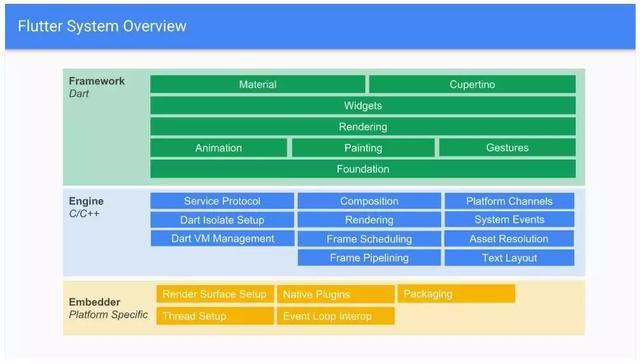 Flutter System Overview
Framework
Dart
Material Cupertino
Widgets
Rendering
Animation Painting Gestures
Foundation
Engine
C/C++
Service Protocol Composition Platform Channels
Dart Isolate Setup Rendering System Events
Dart VM Management Frame Scheduling Asset Resolution
Frame Pipelining Text Layout
Embedder
Platform Specific
Render Surface Setup Native Plugins Packaging
Thread Setup Event Loop Interop